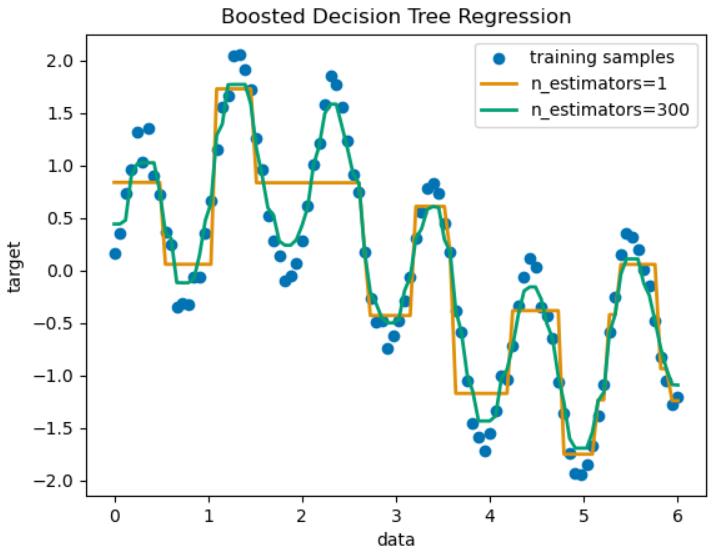 Boosted Decision Tree Regression
training samples
n_estimators=1
n_estimators=300
target
2.0
1.5
1.0
0.5
0.0
−0.5
−1.0
−1.5
−2.0
0 1 2 3 4 5 6
data